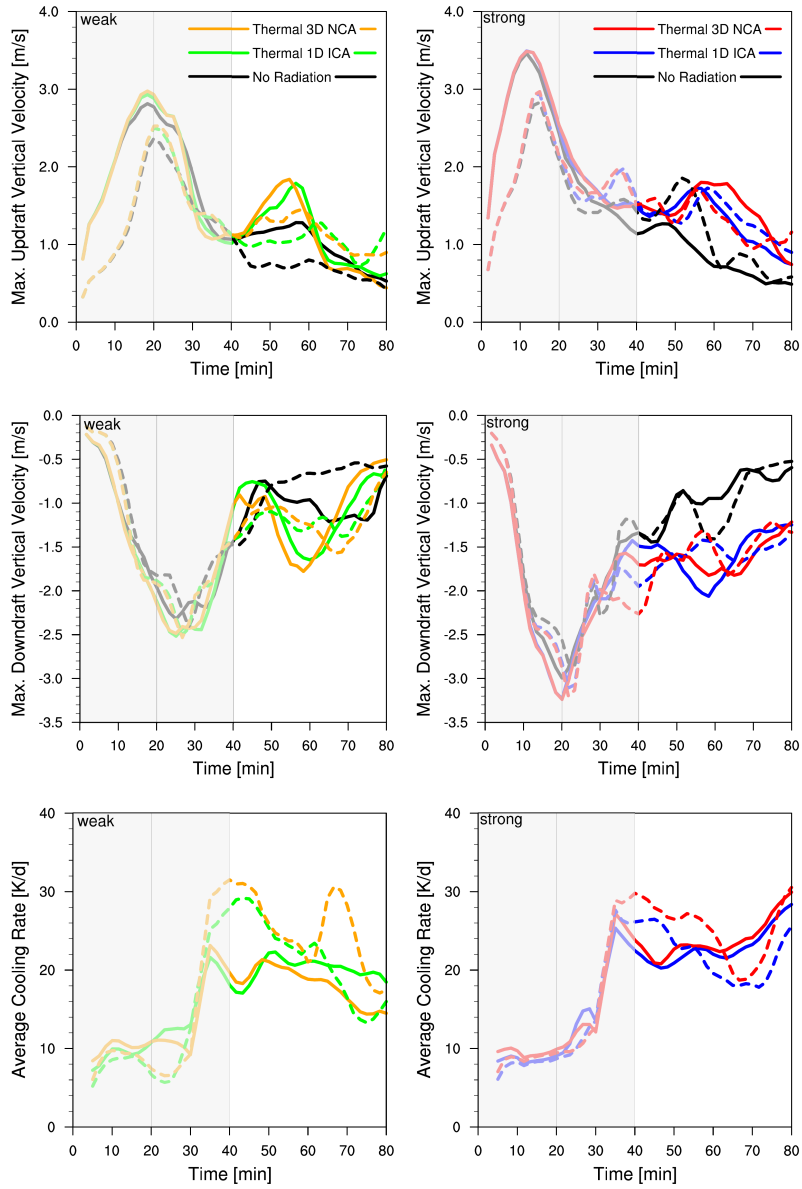 weak
Thermal 3D NCA
Thermal 1D ICA
No Radiation
4.0
3.0
2.0
1.0
0.0
Max. Updraft Vertical Velocity [m/s]
0 10 20 30 40 50 60 70 80
Time [min]
strong
Thermal 3D NCA
Thermal 1D ICA
No Radiation
4.0
3.0
2.0
1.0
0.0
Max. Updraft Vertical Velocity [m/s]
0 10 20 30 40 50 60 70 80
Time [min]
weak
0.0
-0.5
-1.0
-1.5
-2.0
-2.5
-3.0
-3.5
Max. Downdraft Vertical Velocity [m/s]
0 10 20 30 40 50 60 70 80
Time [min]
strong
0.0
-0.5
-1.0
-1.5
-2.0
-2.5
-3.0
-3.5
Max. Downdraft Vertical Velocity [m/s]
0 10 20 30 40 50 60 70 80
Time [min]
weak
40
30
20
10
0
Average Cooling Rate [K/d]
0 10 20 30 40 50 60 70 80
Time [min]
strong
40
30
20
10
0
Average Cooling Rate [K/d]
0 10 20 30 40 50 60 70 80
Time [min]